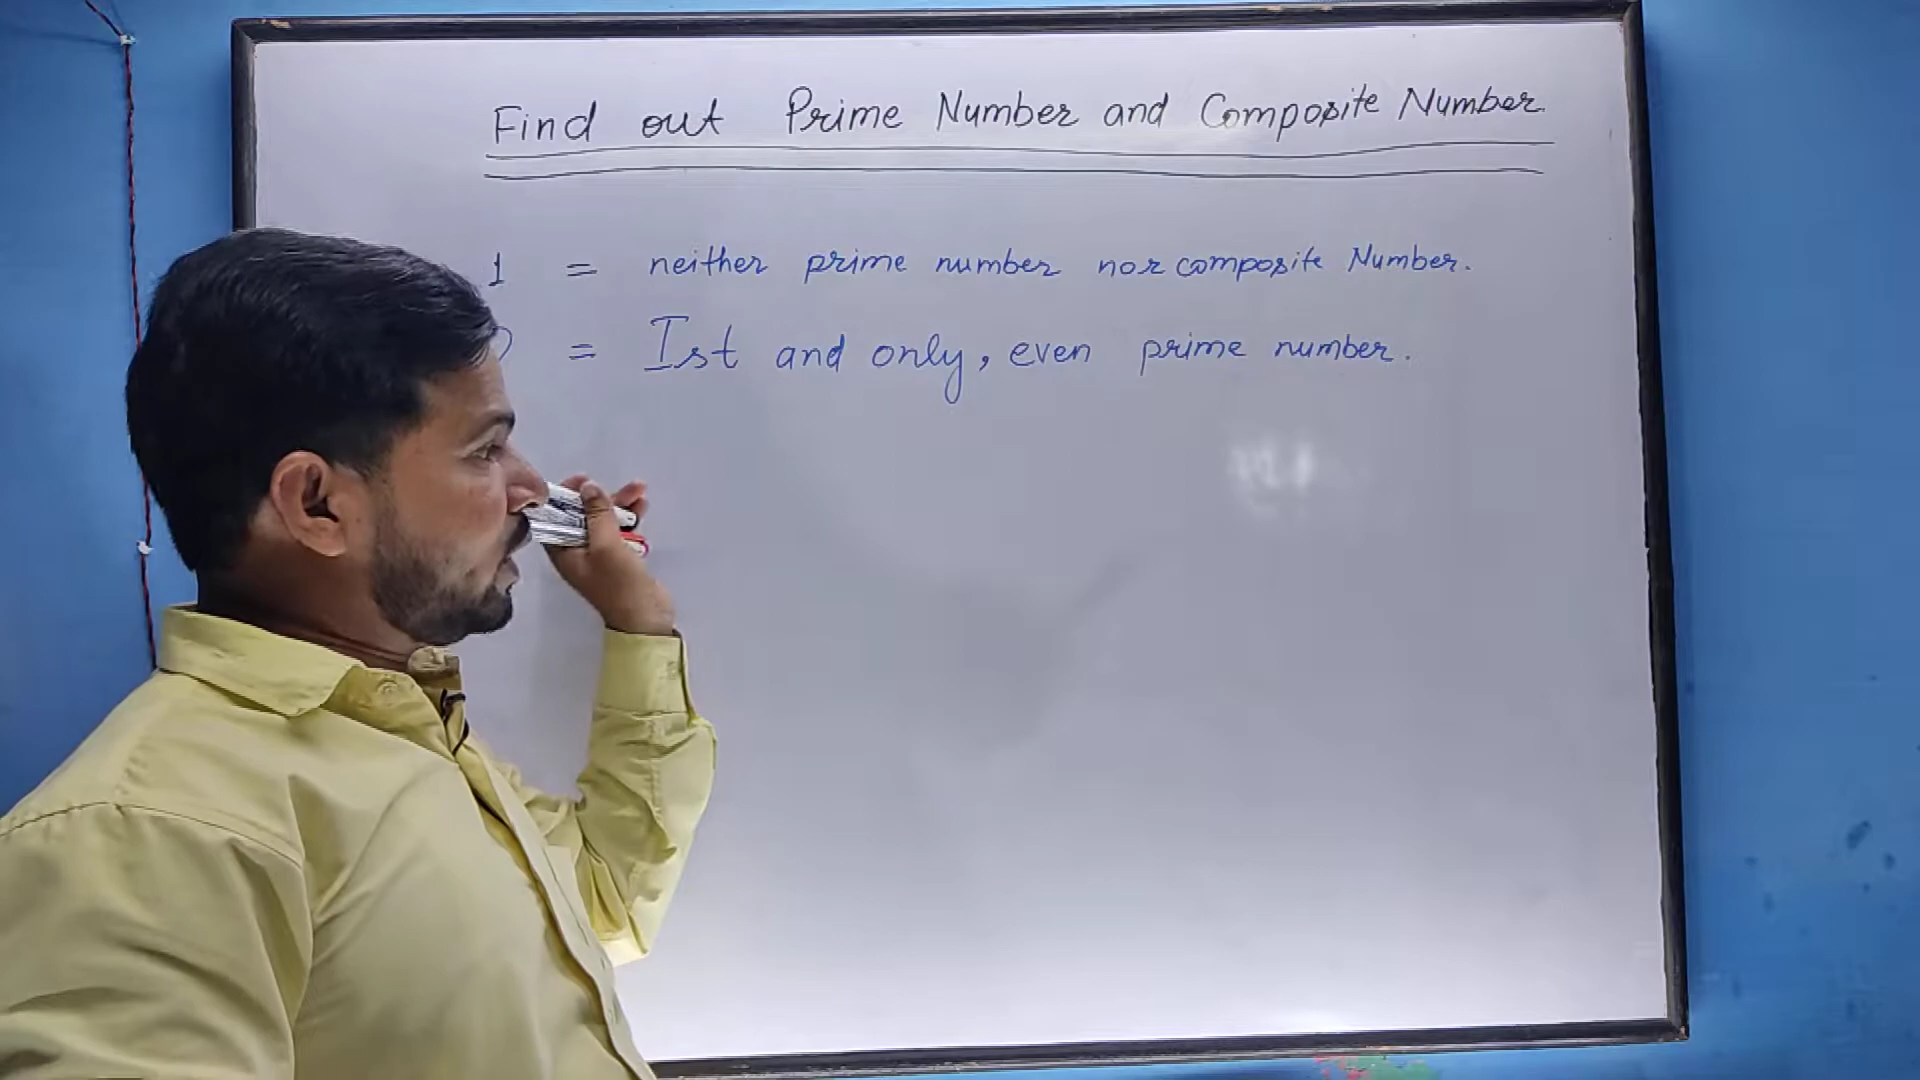 Find out Prime Number and Composite Number.
1 = neither prime number nor composite Number.
= Ist and only, even prime number.